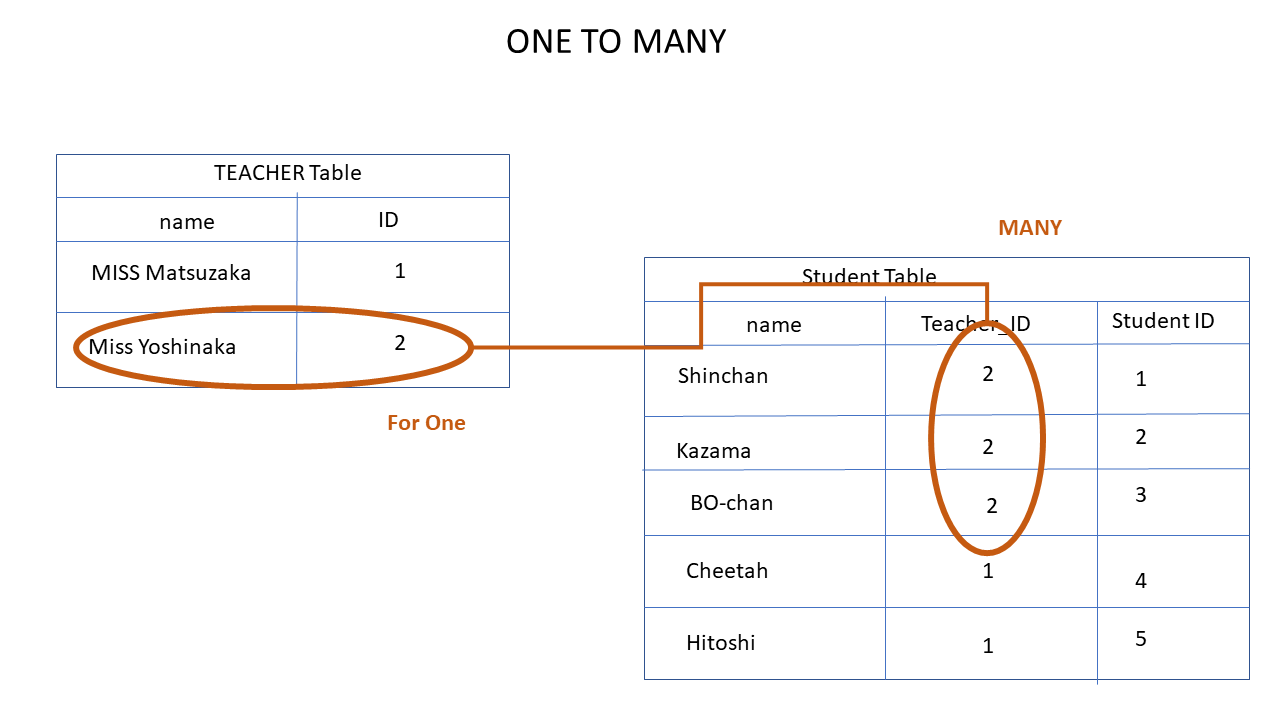 ONE TO MANY
TEACHER Table
name ID
MISS Matsuzaka 1
Miss Yoshinaka 2
For One
MANY
Student Table
name Teacher_ID Student ID
Shinchan 2 1
Kazama 2 2
BO-chan 2 3
Cheetah 1 4
Hitoshi 1 5